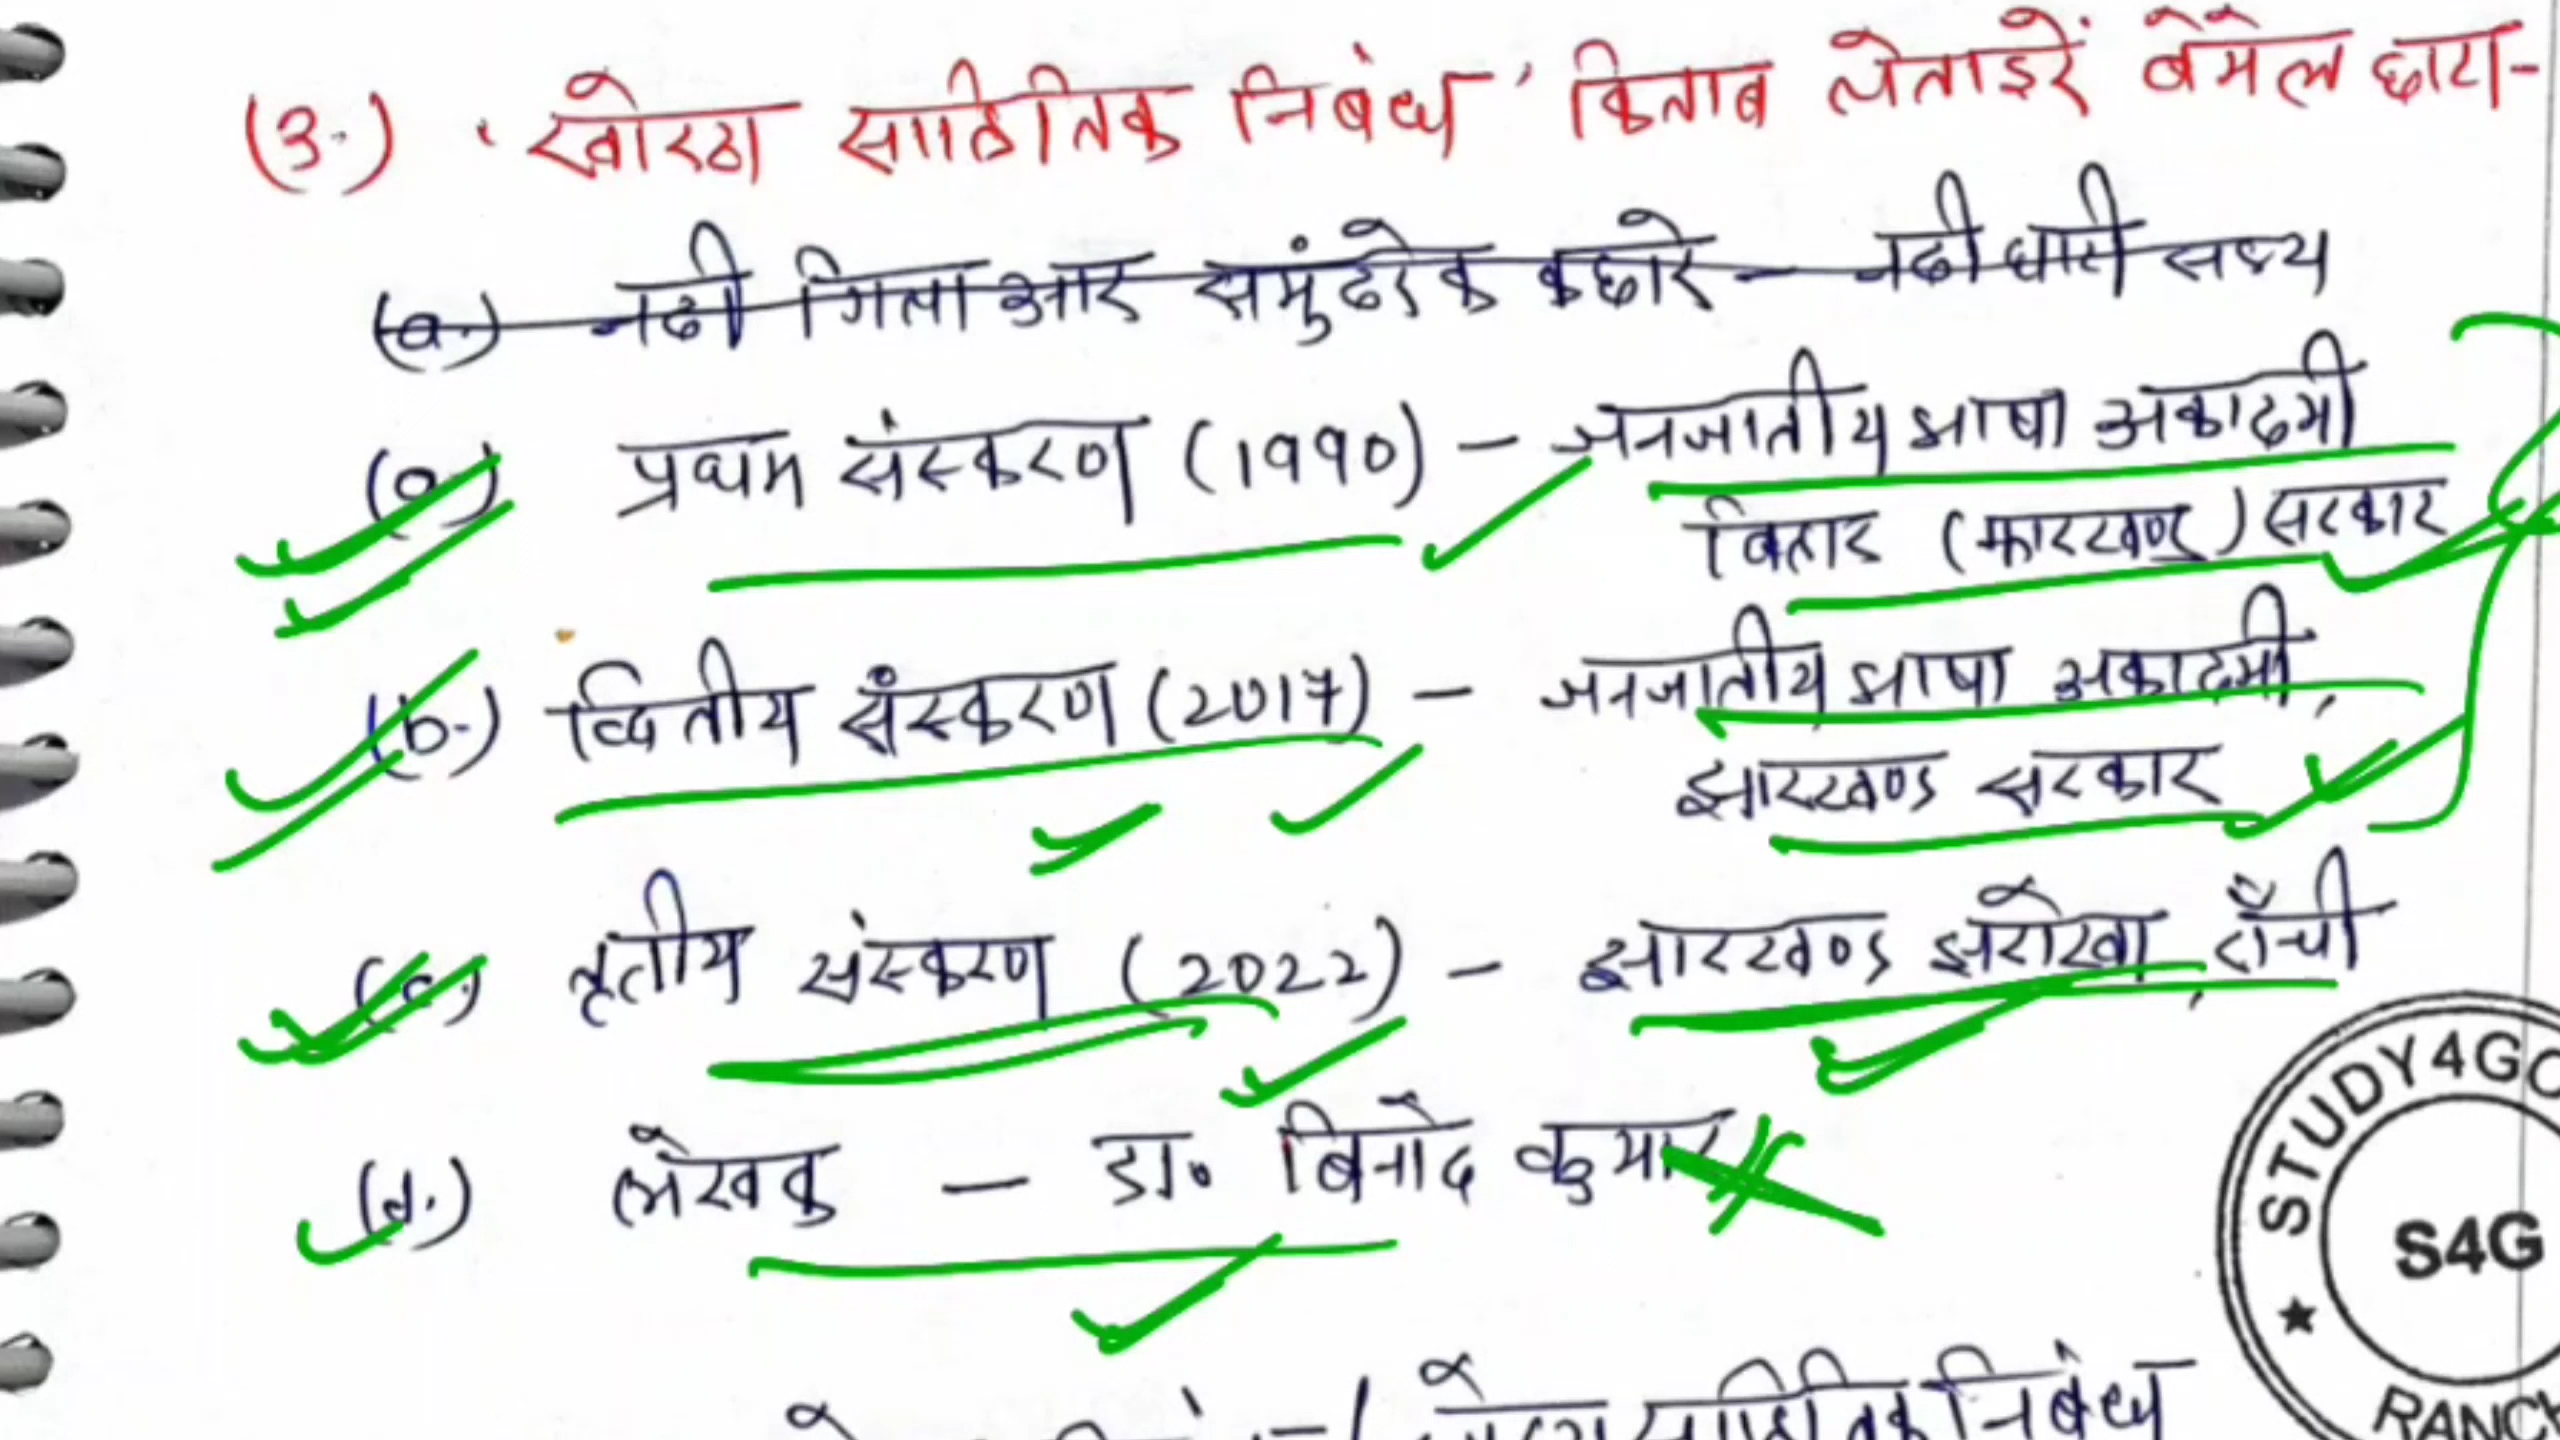 (3.) 'खोरठा साहितिक निबंध' किताब लेताइरें बेमेल छाटा-
(a.) नदी गिला आर समुंदरेक कछारे - नदी घाटी सभ्य
(a.) प्रथम संस्करण (1990) - जनजातीय भाषा अकादमी
बिहार (झारखण्ड) सरकार
(b.) द्वितीय संस्करण (2017) - जनजातीय भाषा अकादमी,
झारखण्ड सरकार
(c.) तृतीय संस्करण (2022) - झारखण्ड झरोखा, राँची
(d.) लेखक - डा० बिनोद कुमार
साहितिक निबंध
STUDY4GO
S4G
RANCH